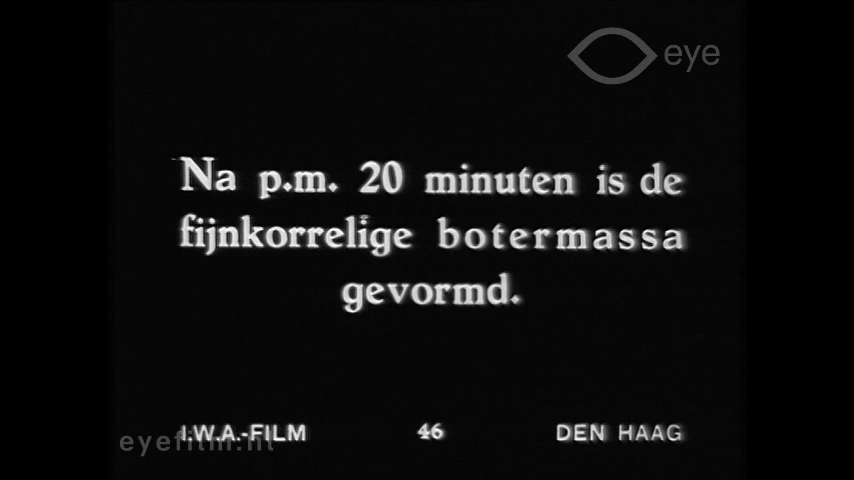 eye
Na p.m. 20 minuten is de
fijnkorrelige botermassa
gevormd.
I.W.A.-FILM 46 DEN HAAG
eyefilm.nl